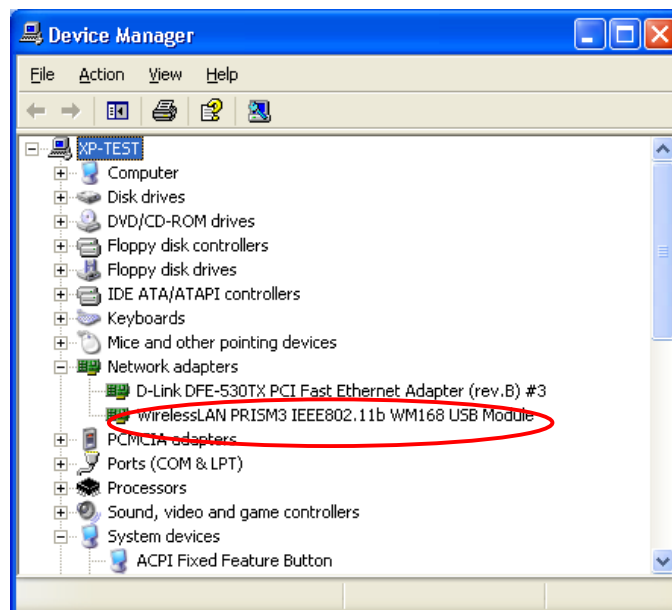 Device Manager
File Action View Help
XP-TEST
Computer
Disk drives
DVD/CD-ROM drives
Floppy disk controllers
Floppy disk drives
IDE ATA/ATAPI controllers
Keyboards
Mice and other pointing devices
Network adapters
D-Link DFE-530TX PCI Fast Ethernet Adapter (rev.B) #3
WirelessLAN PRISM3 IEEE802.11b WM168 USB Module
PCMCIA adapters
Ports (COM & LPT)
Processors
Sound, video and game controllers
System devices
ACPI Fixed Feature Button